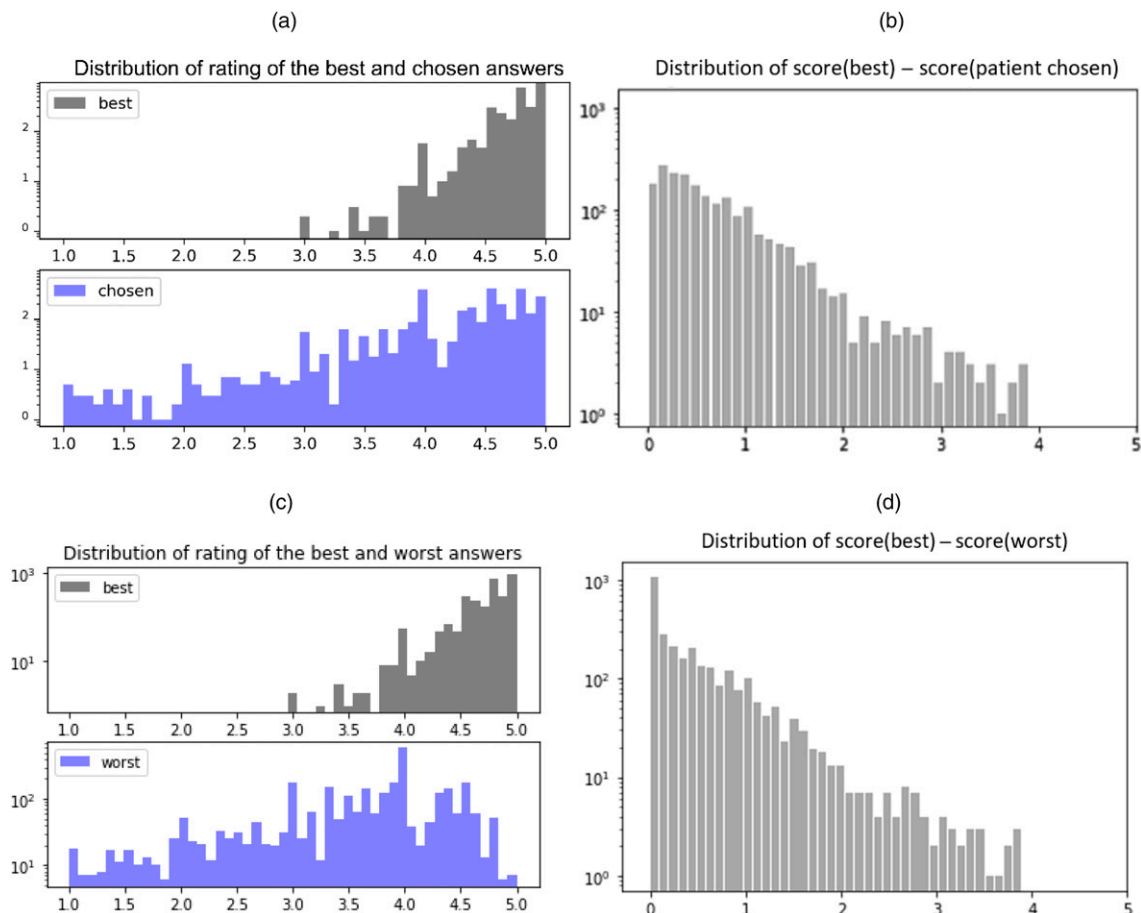 (a)
Distribution of rating of the best and chosen answers
best
2
1
0
1.0 1.5 2.0 2.5 3.0 3.5 4.0 4.5 5.0
chosen
2
1
0
1.0 1.5 2.0 2.5 3.0 3.5 4.0 4.5 5.0
(b)
Distribution of score(best) – score(patient chosen)
10³
10²
10¹
10⁰
0 1 2 3 4 5
(c)
Distribution of rating of the best and worst answers
10³
best
10¹
1.0 1.5 2.0 2.5 3.0 3.5 4.0 4.5 5.0
worst
10²
10¹
1.0 1.5 2.0 2.5 3.0 3.5 4.0 4.5 5.0
(d)
Distribution of score(best) – score(worst)
10³
10²
10¹
10⁰
0 1 2 3 4 5